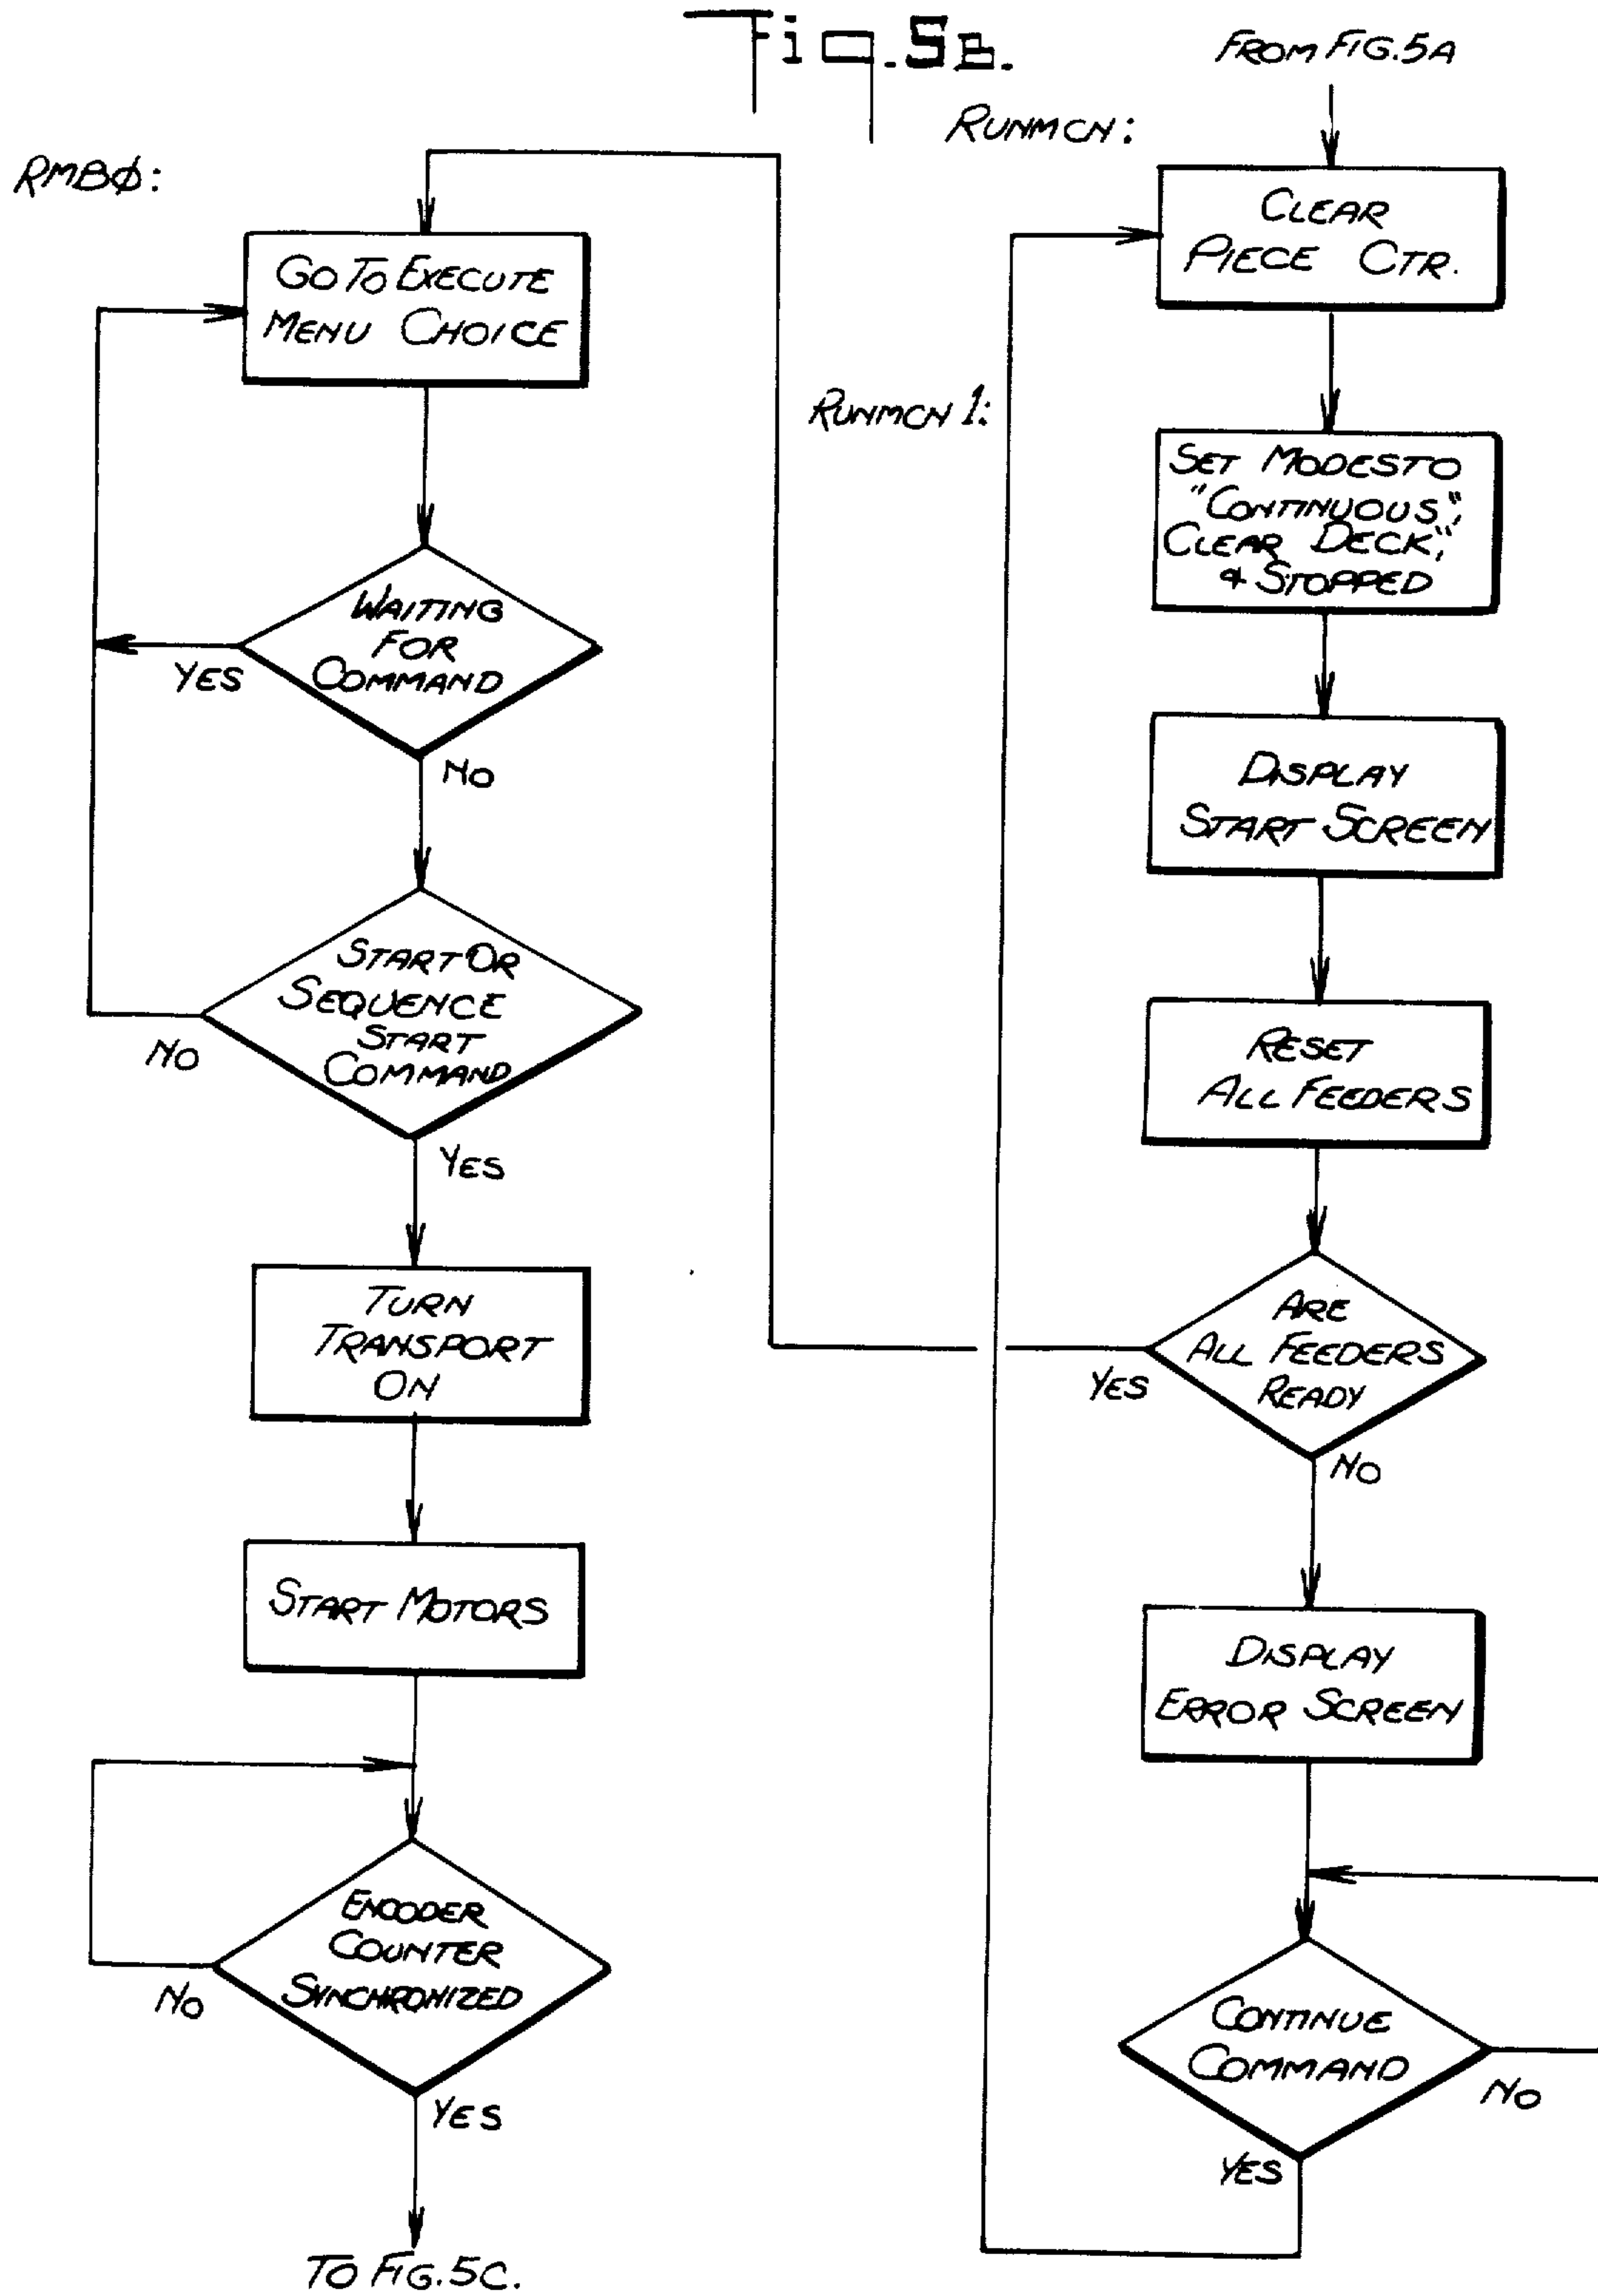 Fig. 5B.
FROM FIG. 5A
RUNMCN:
CLEAR
PIECE CTR.
RUNMCN 1:
SET MODESTO
"CONTINUOUS",
CLEAR DECK,"
& STOPPED
DISPLAY
START SCREEN
RESET
ALL FEEDERS
ARE
ALL FEEDERS
READY
YES
NO
DISPLAY
ERROR SCREEN
CONTINUE
COMMAND
NO
YES
RMBØ:
GO TO EXECUTE
MENU CHOICE
WAITING
FOR
COMMAND
YES
NO
START OR
SEQUENCE
START
COMMAND
NO
YES
TURN
TRANSPORT
ON
START MOTORS
ENCODER
COUNTER
SYNCHRONIZED
NO
YES
TO FIG. 5C.